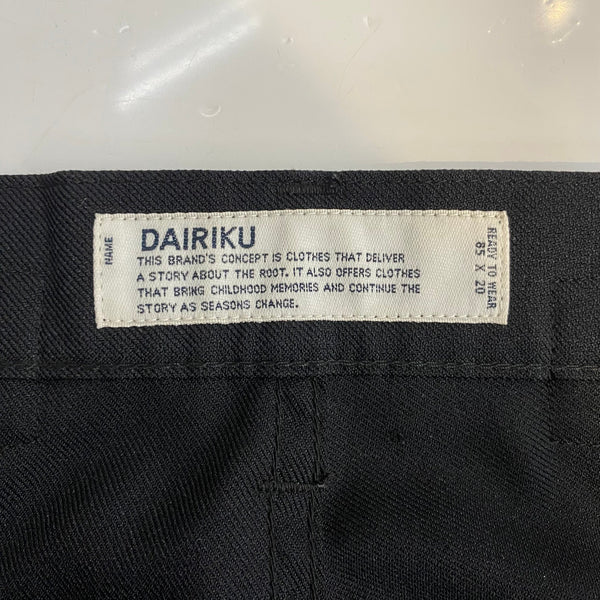 NAME
DAIRIKU
THIS BRAND'S CONCEPT IS CLOTHES THAT DELIVER
A STORY ABOUT THE ROOT. IT ALSO OFFERS CLOTHES
THAT BRING CHILDHOOD MEMORIES AND CONTINUE THE
STORY AS SEASONS CHANGE.
READY TO WEAR
85 X 20